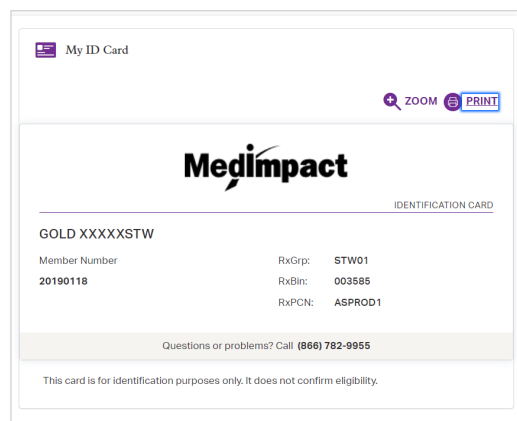 My ID Card
ZOOM PRINT
Medimpact
IDENTIFICATION CARD
GOLD XXXXXSTW
Member Number RxGrp: STW01
20190118 RxBin: 003585
RxPCN: ASPROD1
Questions or problems? Call (866) 782-9955
This card is for identification purposes only. It does not confirm eligibility.